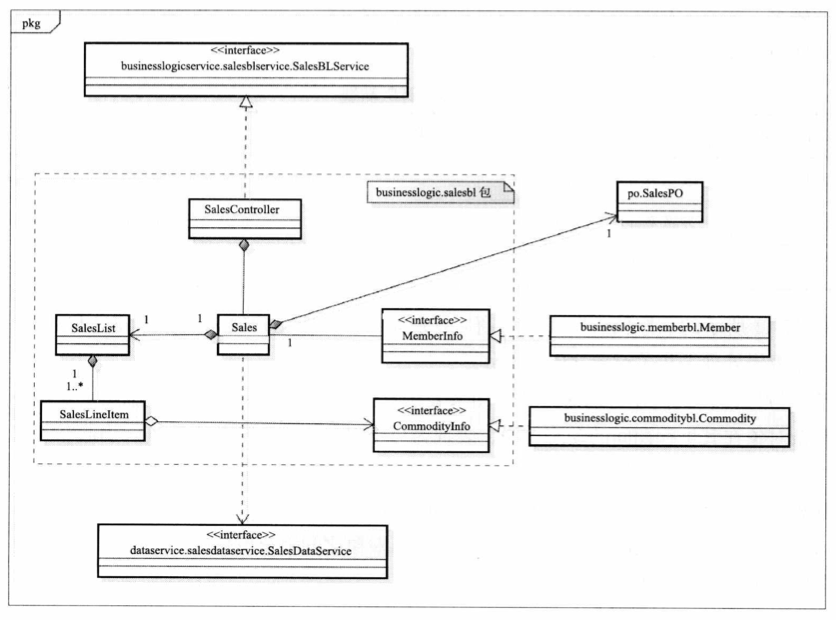 pkg
<<interface>>
businesslogicservice.salesblservice.SalesBLService
businesslogic.salesbl 包
po.SalesPO
SalesController
1
SalesList
1
1
Sales
1
<<interface>>
MemberInfo
businesslogic.memberbl.Member
1
1..*
SalesLineItem
<<interface>>
CommodityInfo
businesslogic.commoditybl.Commodity
<<interface>>
dataservice.salesdataservice.SalesDataService